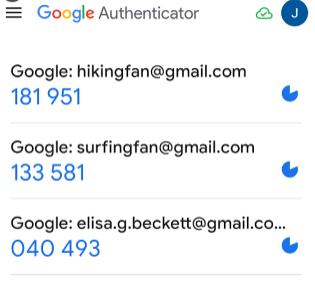 Google Authenticator J
Google: hikingfan@gmail.com
181 951
Google: surfingfan@gmail.com
133 581
Google: elisa.g.beckett@gmail.co...
040 493